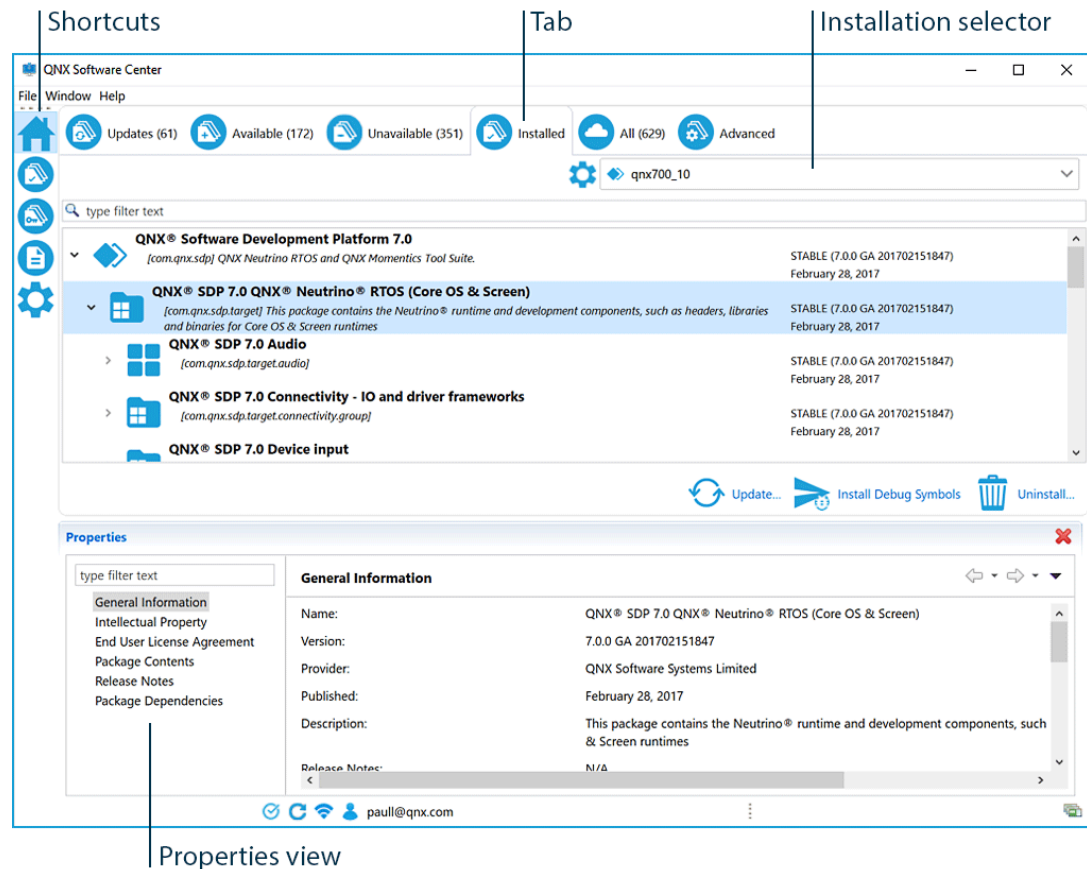 Shortcuts
Tab
Installation selector
QNX Software Center
File Window Help
Updates (61)
Available (172)
Unavailable (351)
Installed
All (629)
Advanced
qnx700_10
type filter text
QNX® Software Development Platform 7.0
[com.qnx.sdp] QNX Neutrino RTOS and QNX Momentics Tool Suite.
STABLE (7.0.0 GA 201702151847)
February 28, 2017
QNX® SDP 7.0 QNX® Neutrino® RTOS (Core OS & Screen)
[com.qnx.sdp.target] This package contains the Neutrino® runtime and development components, such as headers, libraries
and binaries for Core OS & Screen runtimes
STABLE (7.0.0 GA 201702151847)
February 28, 2017
QNX® SDP 7.0 Audio
[com.qnx.sdp.target.audio]
STABLE (7.0.0 GA 201702151847)
February 28, 2017
QNX® SDP 7.0 Connectivity - IO and driver frameworks
[com.qnx.sdp.target.connectivity.group]
STABLE (7.0.0 GA 201702151847)
February 28, 2017
QNX® SDP 7.0 Device input
Update...
Install Debug Symbols
Uninstall...
Properties
type filter text
General Information
Intellectual Property
End User License Agreement
Package Contents
Release Notes
Package Dependencies
General Information
Name: QNX® SDP 7.0 QNX® Neutrino® RTOS (Core OS & Screen)
Version: 7.0.0 GA 201702151847
Provider: QNX Software Systems Limited
Published: February 28, 2017
Description: This package contains the Neutrino® runtime and development components, such
& Screen runtimes
Release Notes: N/A
paull@qnx.com
Properties view